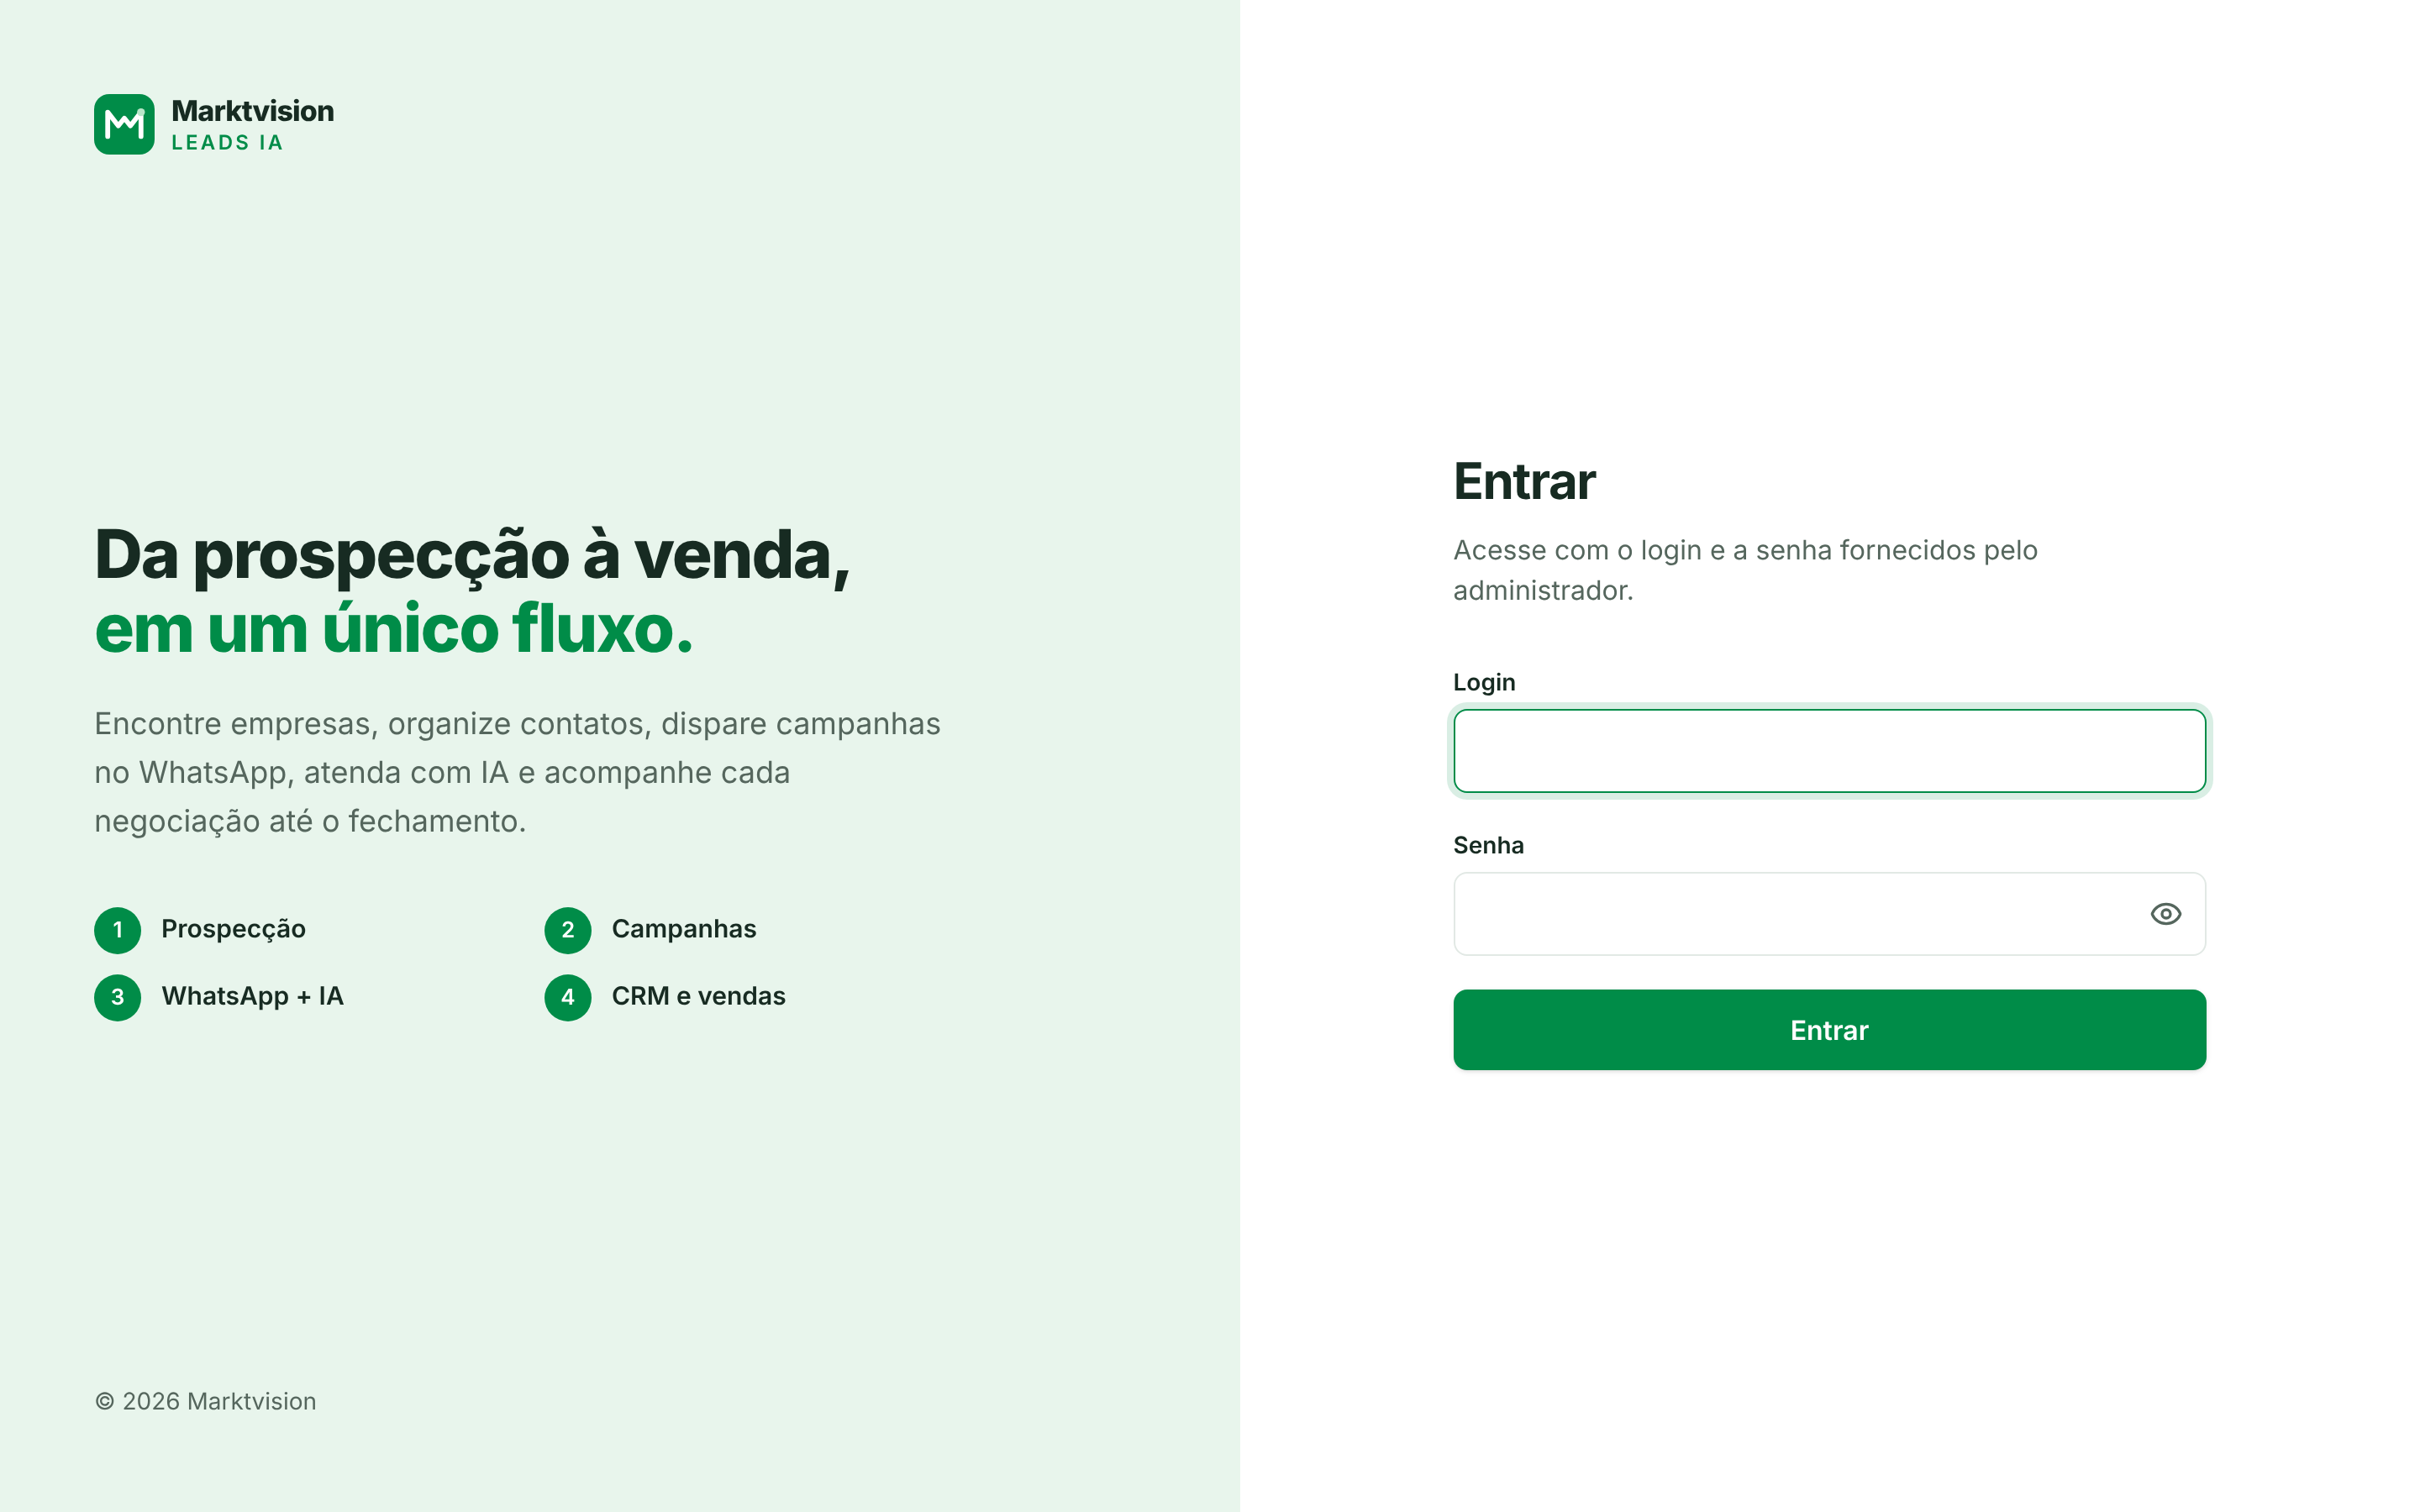 Marktvision
LEADS IA
Da prospecção à venda,
em um único fluxo.
Encontre empresas, organize contatos, dispare campanhas
no WhatsApp, atenda com IA e acompanhe cada
negociação até o fechamento.
1 Prospecção
2 Campanhas
3 WhatsApp + IA
4 CRM e vendas
© 2026 Marktvision
Entrar
Acesse com o login e a senha fornecidos pelo
administrador.
Login
Senha
Entrar